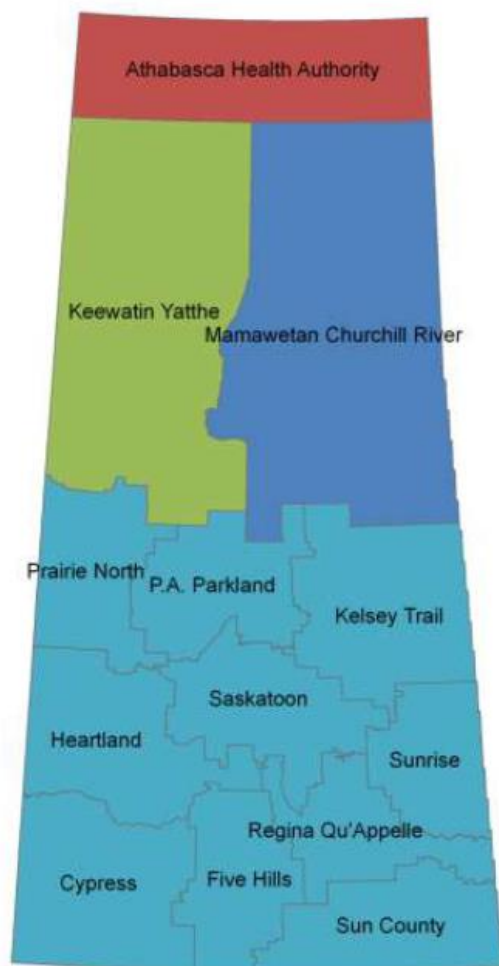 Athabasca Health Authority
Keewatin Yatthe
Mamawetan Churchill River
Prairie North
P.A. Parkland
Kelsey Trail
Saskatoon
Heartland
Sunrise
Regina Qu'Appelle
Cypress
Five Hills
Sun County